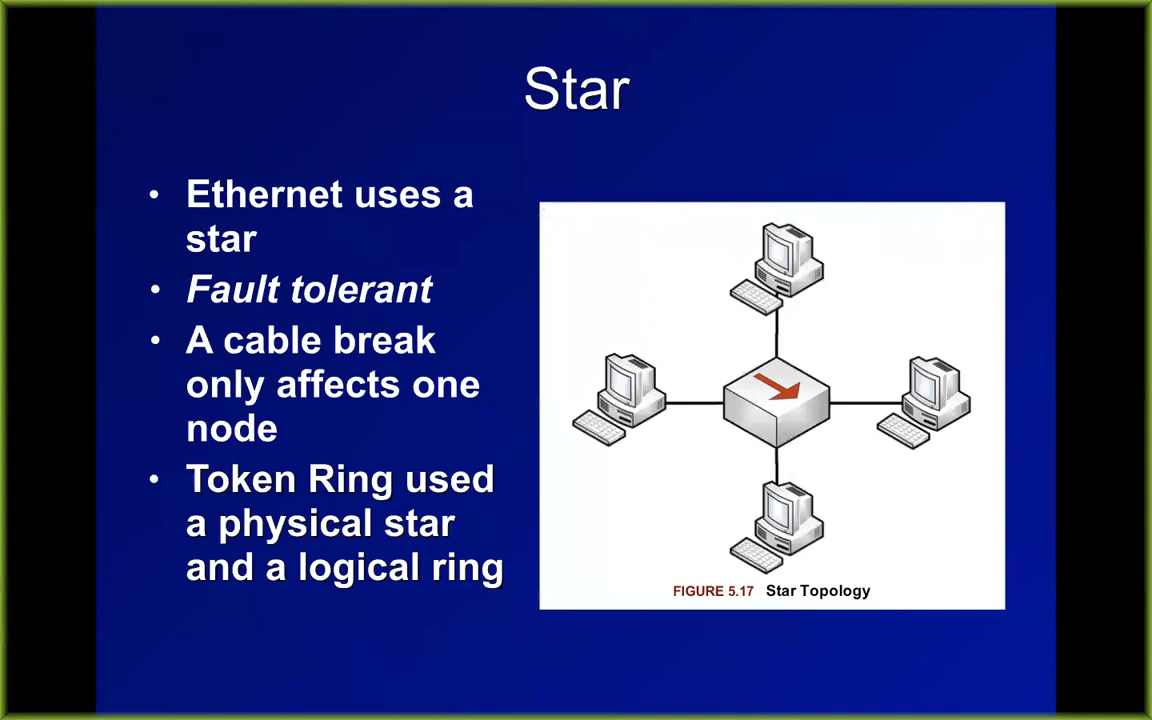 Star
• Ethernet uses a
star
• Fault tolerant
• A cable break
only affects one
node
• Token Ring used
a physical star
and a logical ring
FIGURE 5.17 Star Topology